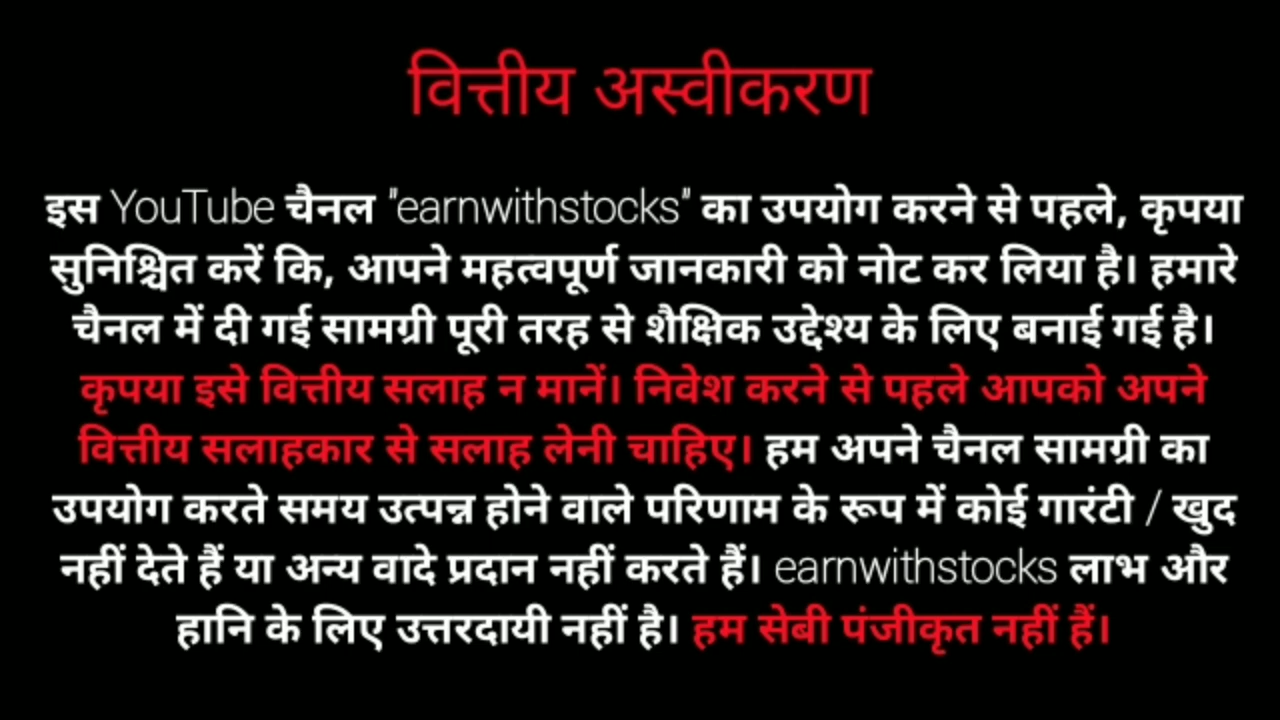 वित्तीय अस्वीकरण
इस YouTube चैनल "earnwithstocks" का उपयोग करने से पहले, कृपया
सुनिश्चित करें कि, आपने महत्वपूर्ण जानकारी को नोट कर लिया है। हमारे
चैनल में दी गई सामग्री पूरी तरह से शैक्षिक उद्देश्य के लिए बनाई गई है।
कृपया इसे वित्तीय सलाह न मानें। निवेश करने से पहले आपको अपने
वित्तीय सलाहकार से सलाह लेनी चाहिए। हम अपने चैनल सामग्री का
उपयोग करते समय उत्पन्न होने वाले परिणाम के रूप में कोई गारंटी / खुद
नहीं देते हैं या अन्य वादे प्रदान नहीं करते हैं। earnwithstocks लाभ और
हानि के लिए उत्तरदायी नहीं है। हम सेबी पंजीकृत नहीं हैं।